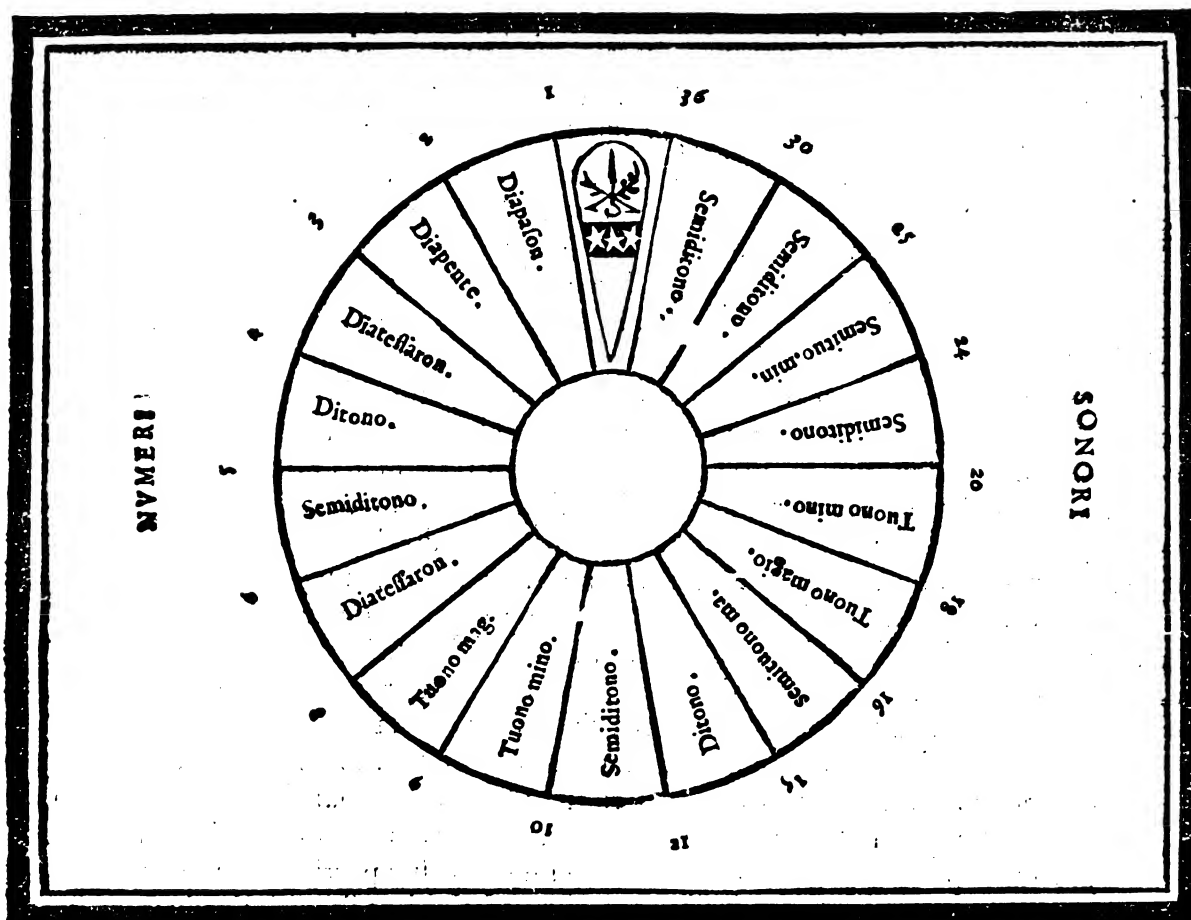 NVMERI
SONORI
1
Diapaſon.
2
Diapente.
3
Diateſſaron.
4
Ditono.
5
Semiditono.
6
Diateſſaron.
8
Tuono mag.
9
Tuono mino.
10
Semiditono.
12
Ditono.
15
semituono ma.
16
Tuono magio.
18
Tuono mino.
20
Semiditono.
24
Semituo. min.
25
Semiditono.
30
Semiditono.
36